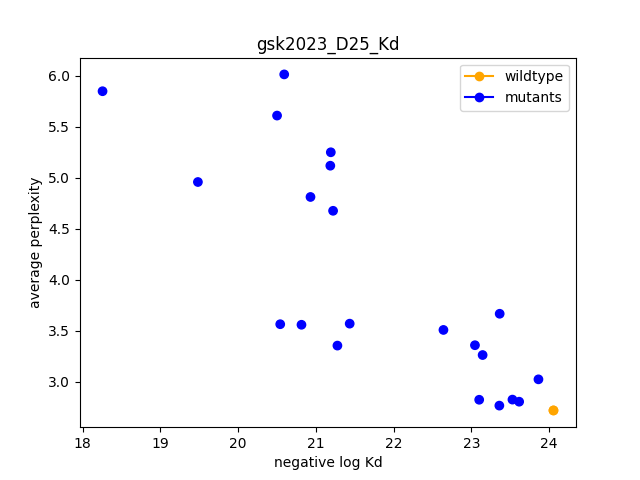 gsk2023_D25_Kd
wildtype
mutants
6.0
5.5
5.0
4.5
4.0
3.5
3.0
average perplexity
18 19 20 21 22 23 24
negative log Kd